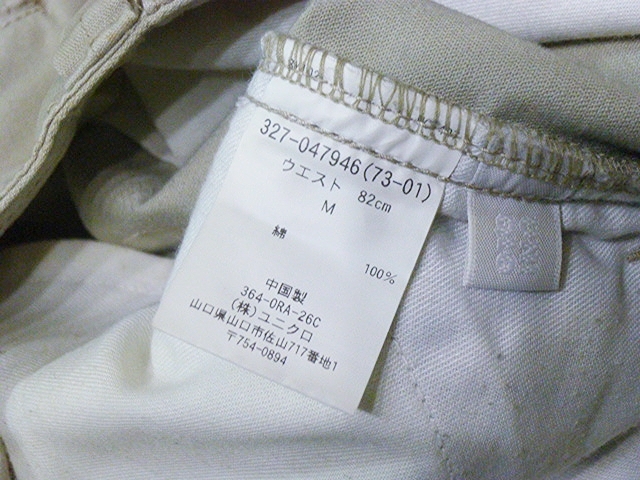 327-047946(73-01)
ウエスト 82cm
M
綿 100%
中国製
364-0RA-26C
(株)ユニクロ
山口県山口市佐山717番地1
〒754-0894